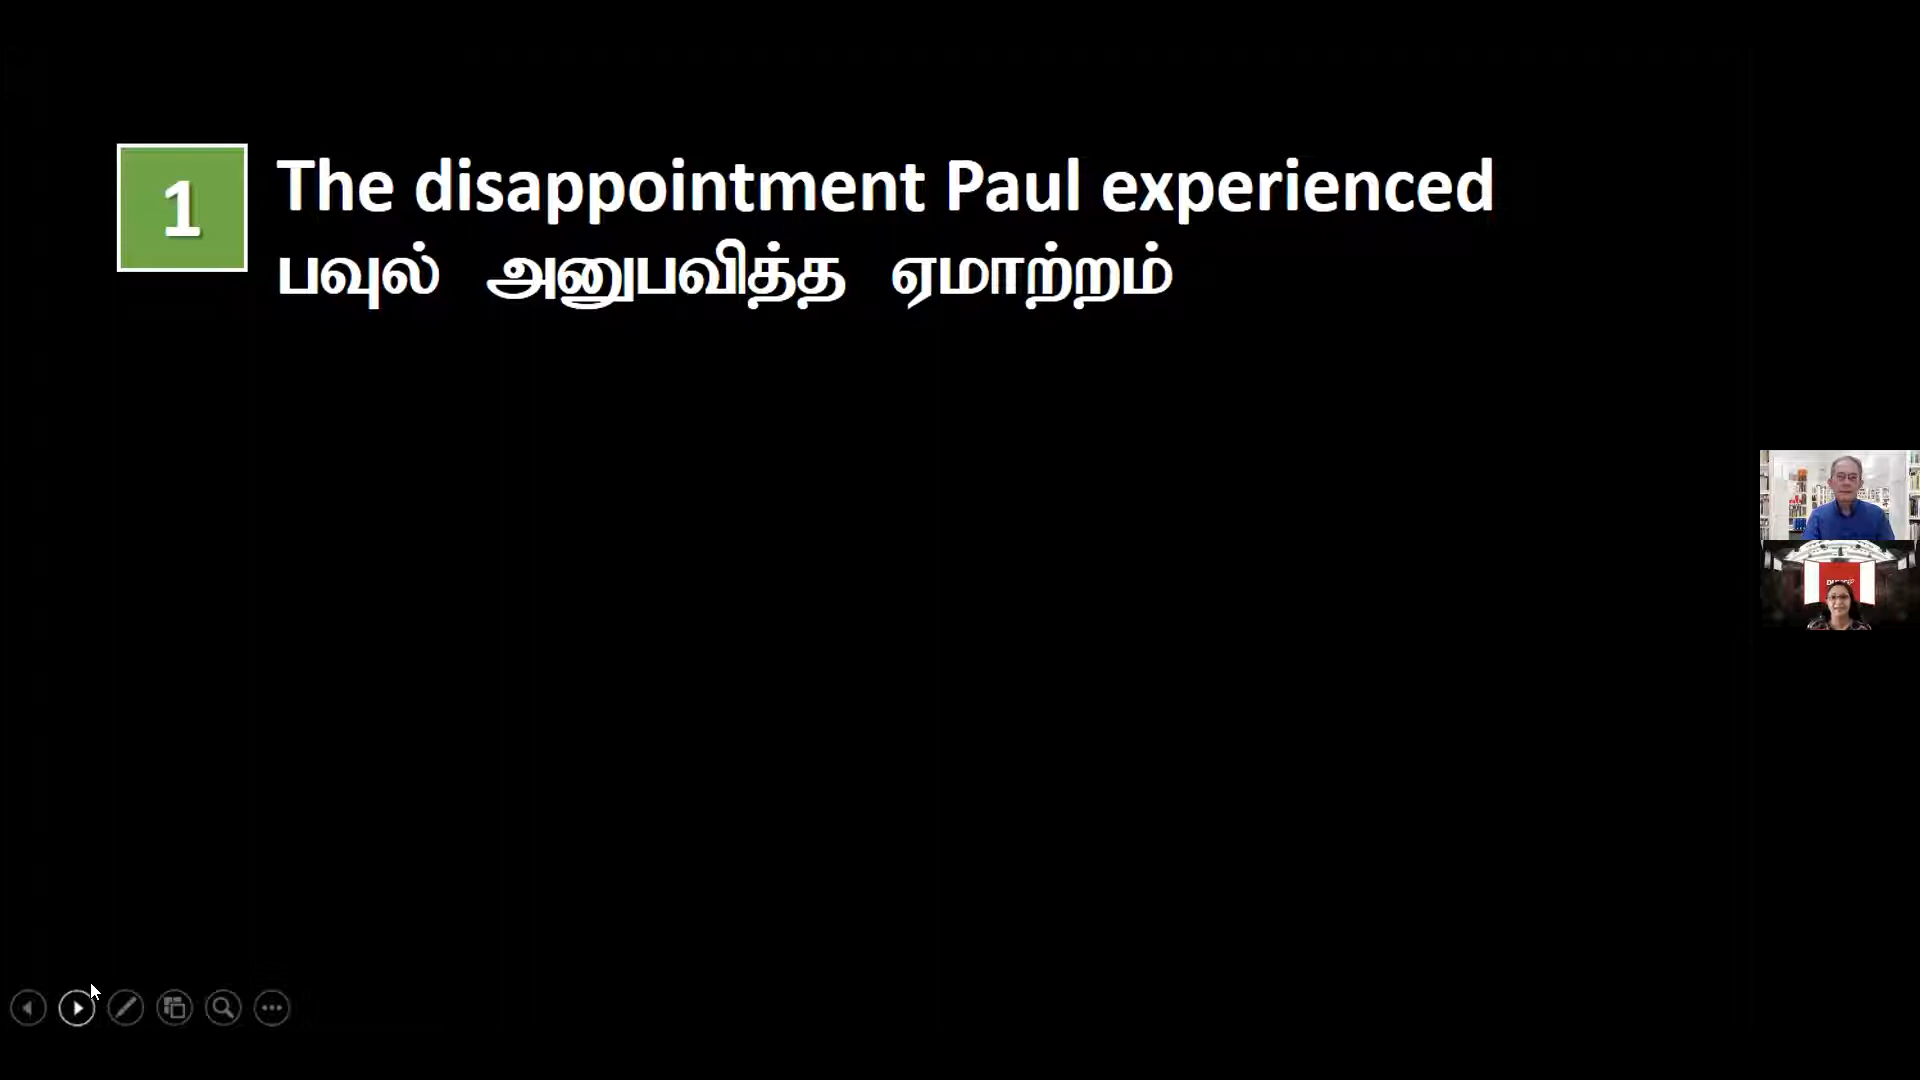 1
The disappointment Paul experienced
பவுல் அனுபவித்த ஏமாற்றம்